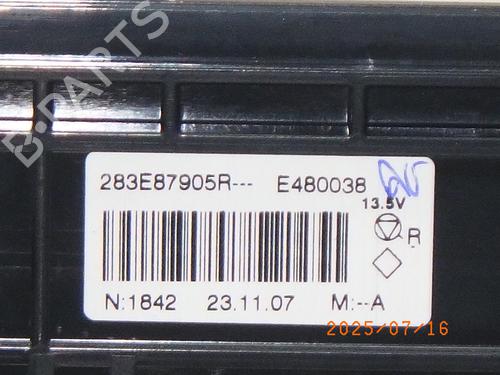 B-PARTS
283E87905R--- E480038
13.5V
R
N:1842 23.11.07 M:--A
2025/07/16